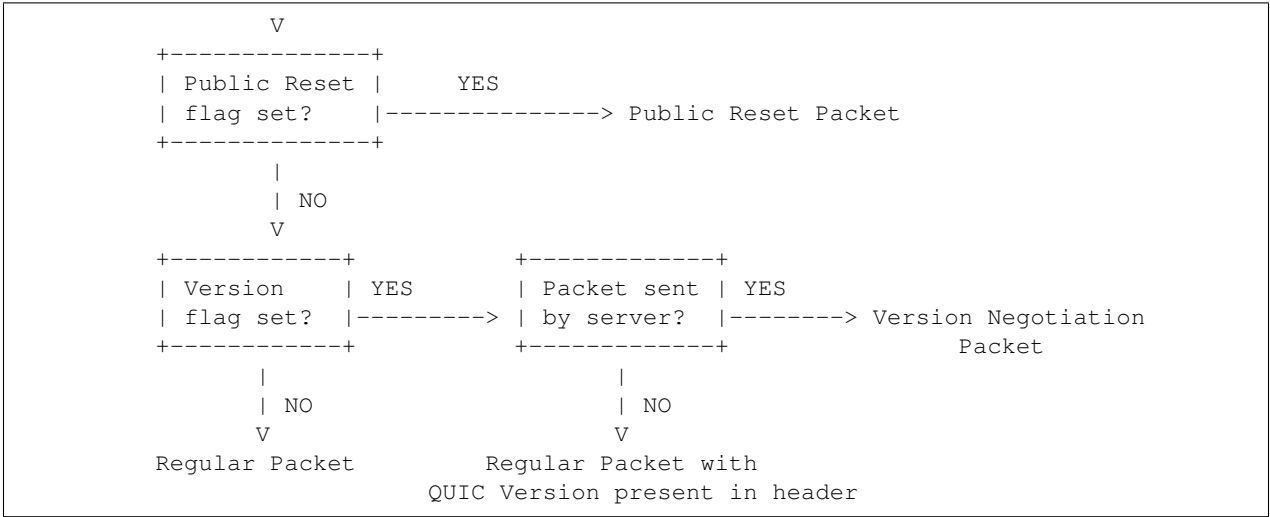 V
     +--------------+
     | Public Reset |      YES
     | flag set?    |---------------> Public Reset Packet
     +--------------+
              |
              | NO
              V
     +------------+             +-------------+
     | Version    | YES         | Packet sent | YES
     | flag set?  |---------> | by server?  |--------> Version Negotiation
     +------------+             +-------------+                 Packet
             |                         |
             | NO                      | NO
             V                         V
     Regular Packet          Regular Packet with
                         QUIC Version present in header